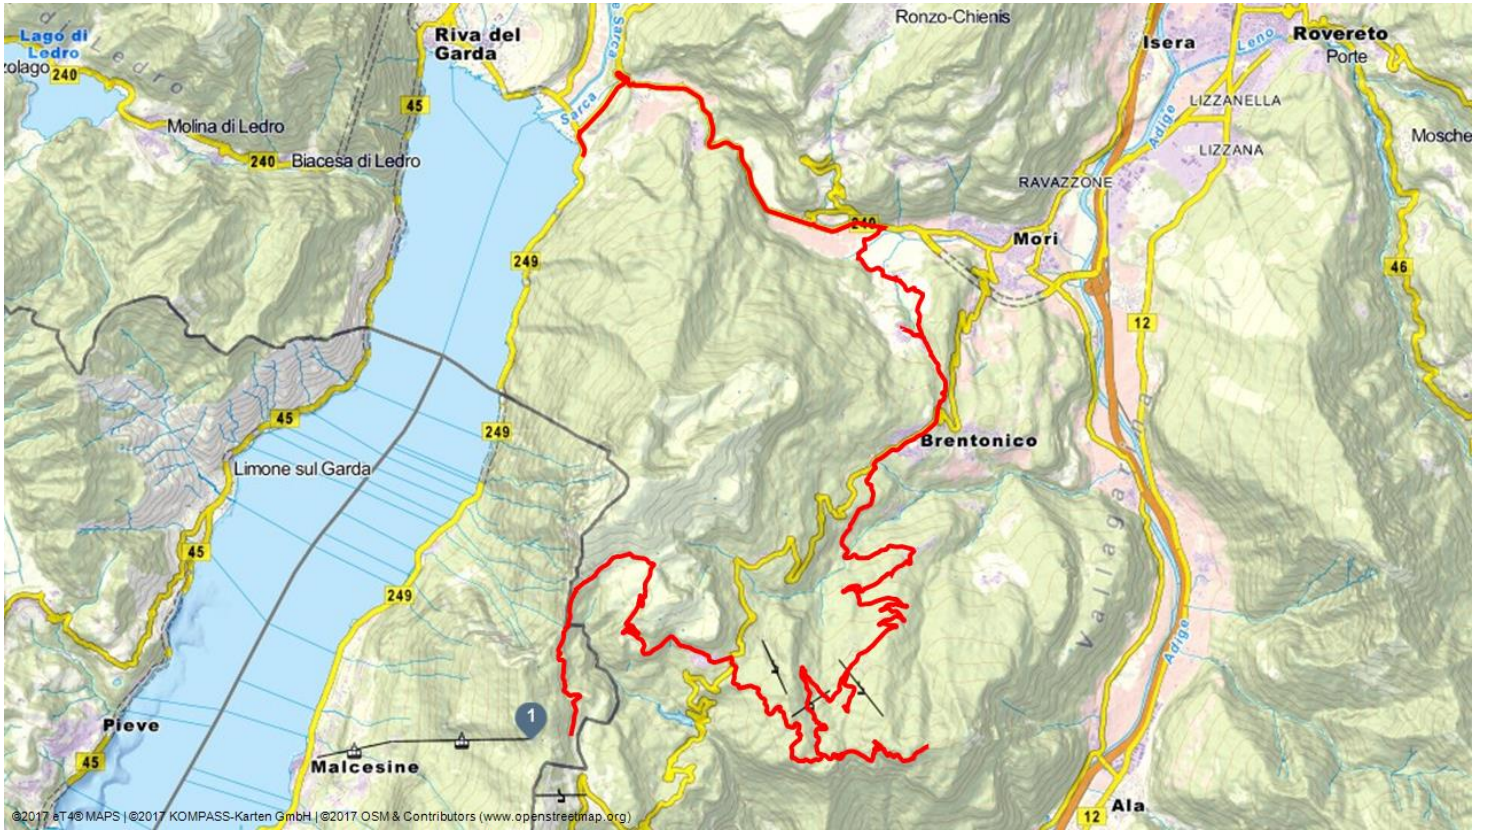 Ronzo-Chienis
Lago di
Ledro
zolago
240
d
i
L
e
d
r
o
Riva del
Garda
e Sarca
Isera
Leno
Rovereto
Porte
45
Sarca
Adige
LIZZANELLA
Molina di Ledro
240
Biacesa di Ledro
LIZZANA
Mosche
RAVAZZONE
240
Mori
249
46
12
45
249
Brentonico
Limone sul Garda
Vallagarina
45
249
Adige
1
Pieve
45
Malcesine
Ala
12
©2017 eT4® MAPS | ©2017 KOMPASS-Karten GmbH | ©2017 OSM & Contributors (www.openstreetmap.org)